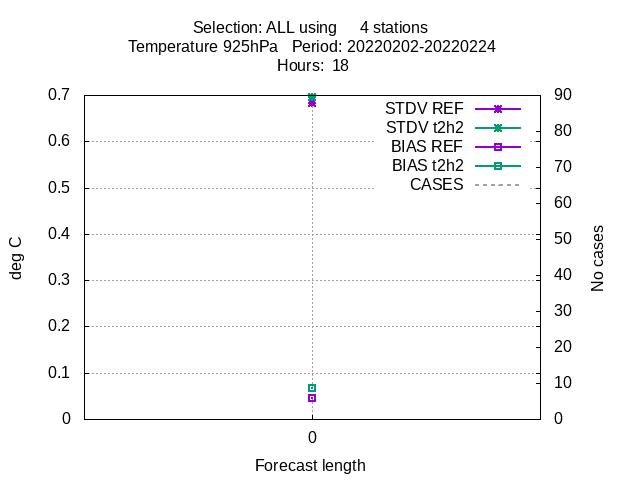 Selection: ALL using 4 stations
Temperature 925hPa Period: 20220202-20220224
Hours: 18
0.7
0.6
0.5
0.4
0.3
0.2
0.1
0
deg C
STDV REF
STDV t2h2
BIAS REF
BIAS t2h2
CASES
90
80
70
60
50
40
30
20
10
0
No cases
0
Forecast length